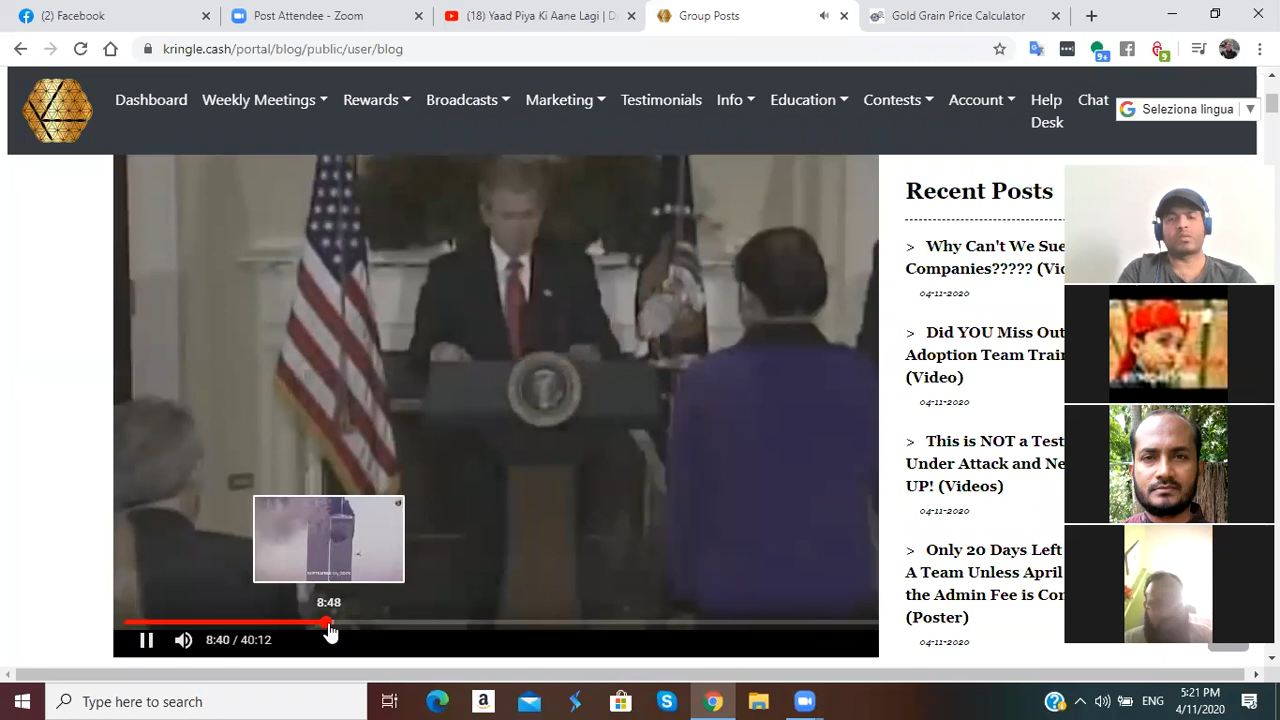 (2) Facebook
Post Attendee - Zoom
(18) Yaad Piya Ki Aane Lagi | D
Group Posts
Gold Grain Price Calculator
kringle.cash/portal/blog/public/user/blog
9+
9
Dashboard
Weekly Meetings
Rewards
Broadcasts
Marketing
Testimonials
Info
Education
Contests
Account
Help
Desk
Chat
Seleziona lingua
Recent Posts
> Why Can't We Sue
Companies????? (Vid
04-11-2020
> Did YOU Miss Out
Adoption Team Train
(Video)
04-11-2020
> This is NOT a Test
Under Attack and Ne
UP! (Videos)
04-11-2020
> Only 20 Days Left
A Team Unless April
the Admin Fee is Con
(Poster)
04-11-2020
8:48
8:40 / 40:12
Type here to search
ENG
5:21 PM
4/11/2020